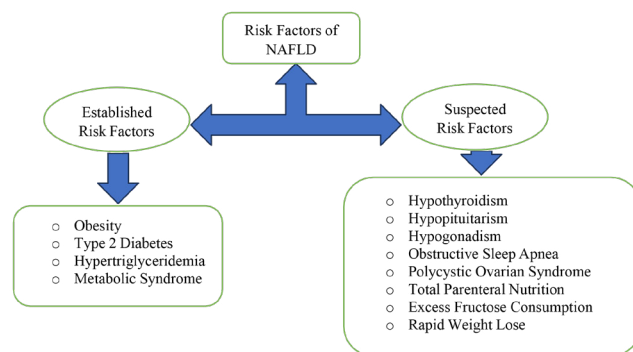 Risk Factors of
NAFLD
Established
Risk Factors
Suspected
Risk Factors
○ Obesity
○ Type 2 Diabetes
○ Hypertriglyceridemia
○ Metabolic Syndrome
○ Hypothyroidism
○ Hypopituitarism
○ Hypogonadism
○ Obstructive Sleep Apnea
○ Polycystic Ovarian Syndrome
○ Total Parenteral Nutrition
○ Excess Fructose Consumption
○ Rapid Weight Lose